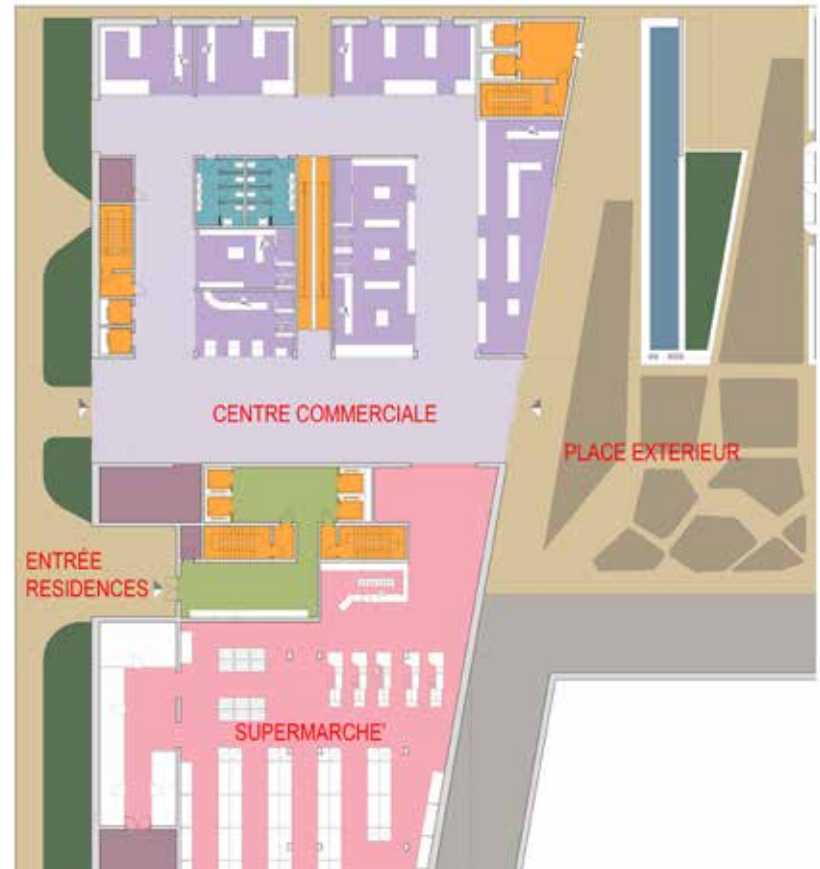 CENTRE COMMERCIALE
PLACE EXTERIEUR
ENTRÉE
RESIDENCES
SUPERMARCHE'